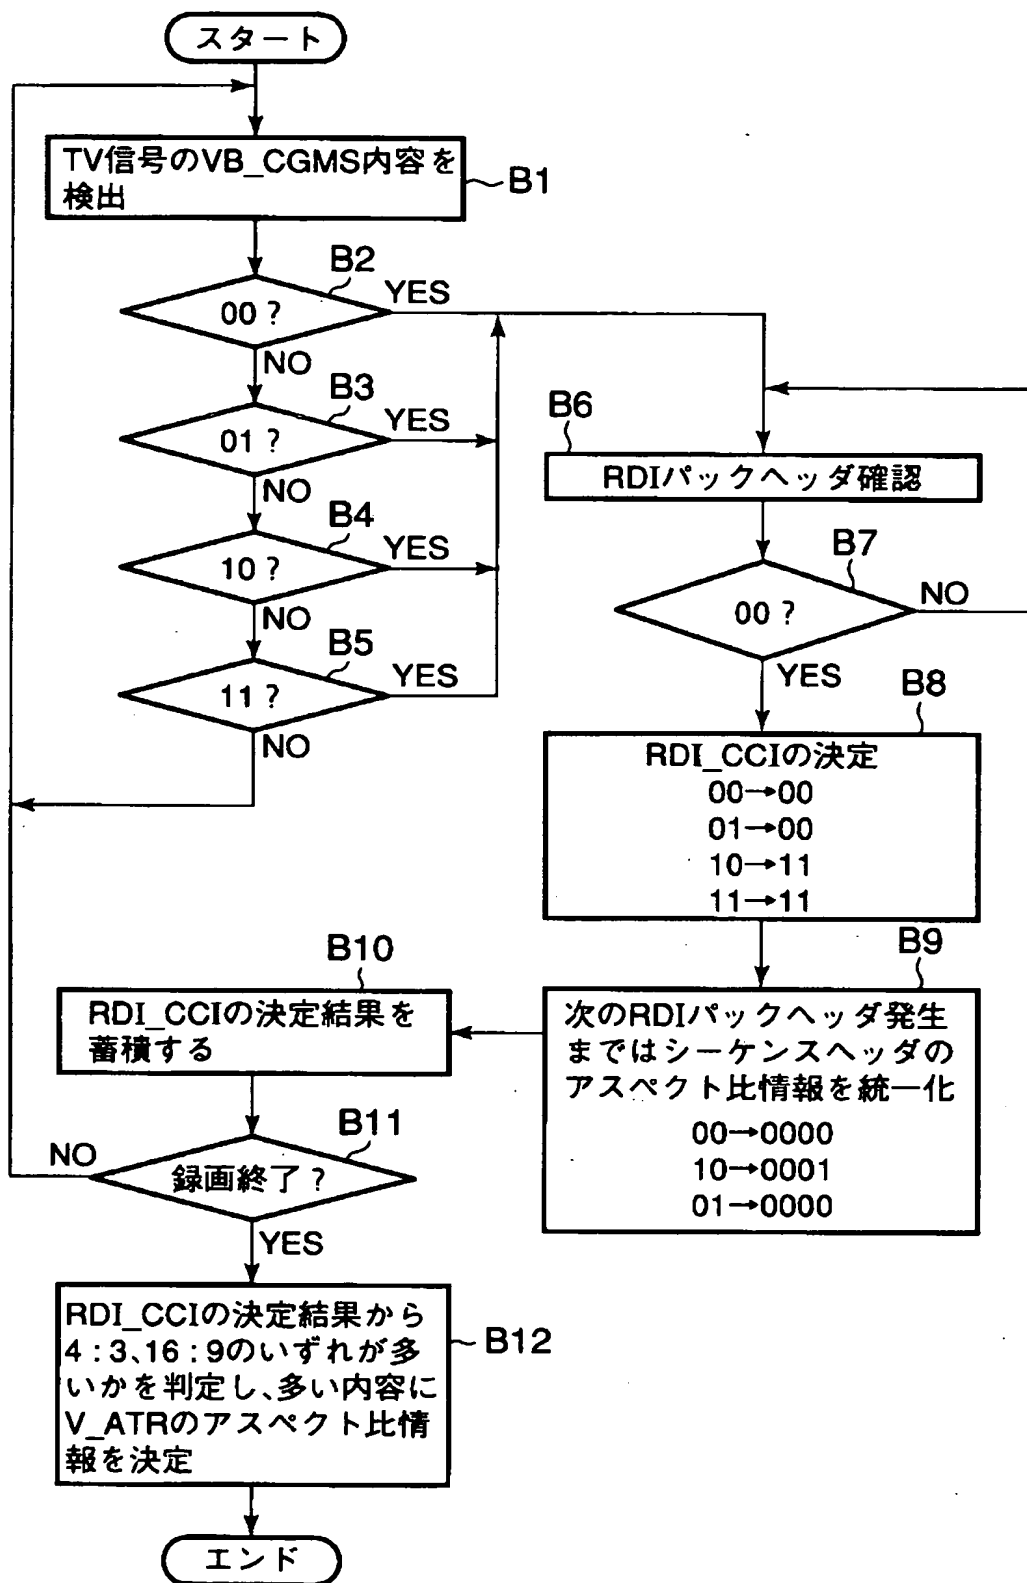 スタート
TV信号のVB_CGMS内容を
検出
B1
B2
00?
YES
NO
B3
01?
YES
NO
B4
10?
YES
NO
B5
11?
YES
NO
B6
RDIパックヘッダ確認
B7
00?
NO
YES
B8
RDI_CCIの決定
00→00
01→00
10→11
11→11
B9
次のRDIパックヘッダ発生
まではシーケンスヘッダの
アスペクト比情報を統一化
00→0000
10→0001
01→0000
B10
RDI_CCIの決定結果を
蓄積する
B11
録画終了?
NO
YES
RDI_CCIの決定結果から
4:3、16:9のいずれが多
いかを判定し、多い内容に
V_ATRのアスペクト比情
報を決定
B12
エンド